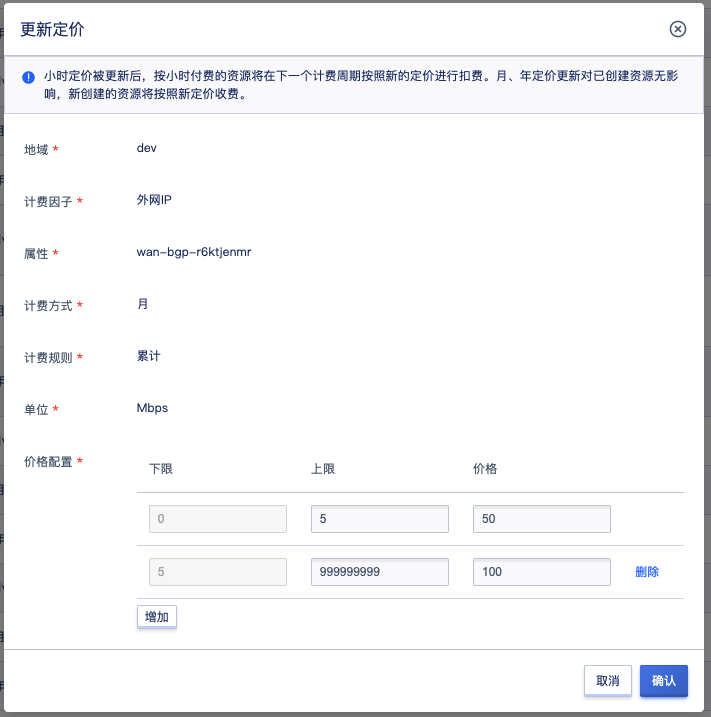 更新定价
小时定价被更新后，按小时付费的资源将在下一个计费周期按照新的定价进行扣费。月、年定价更新对已创建资源无影
响，新创建的资源将按照新定价收费。
地域 * dev
计费因子 * 外网IP
属性 * wan-bgp-r6ktjenmr
计费方式 * 月
计费规则 * 累计
单位 * Mbps
价格配置 * 下限 上限 价格
0 5 50
5 999999999 100 删除
增加
取消 确认